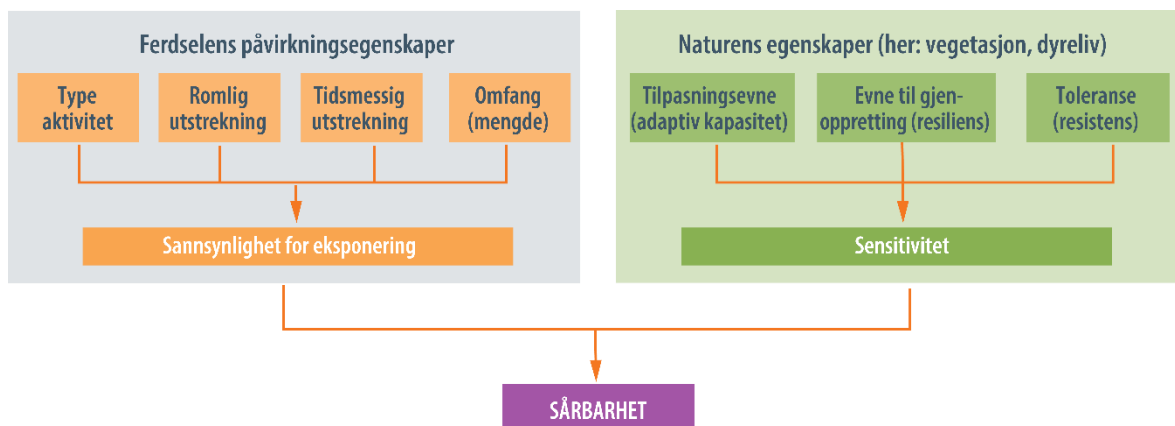 Ferdselens påvirkningsegenskaper
Type
aktivitet
Romlig
utstrekning
Tidsmessig
utstrekning
Omfang
(mengde)
Sannsynlighet for eksponering
Naturens egenskaper (her: vegetasjon, dyreliv)
Tilpasningsevne
(adaptiv kapasitet)
Evne til gjen-
oppretting (resiliens)
Toleranse
(resistens)
Sensitivitet
SÅRBARHET